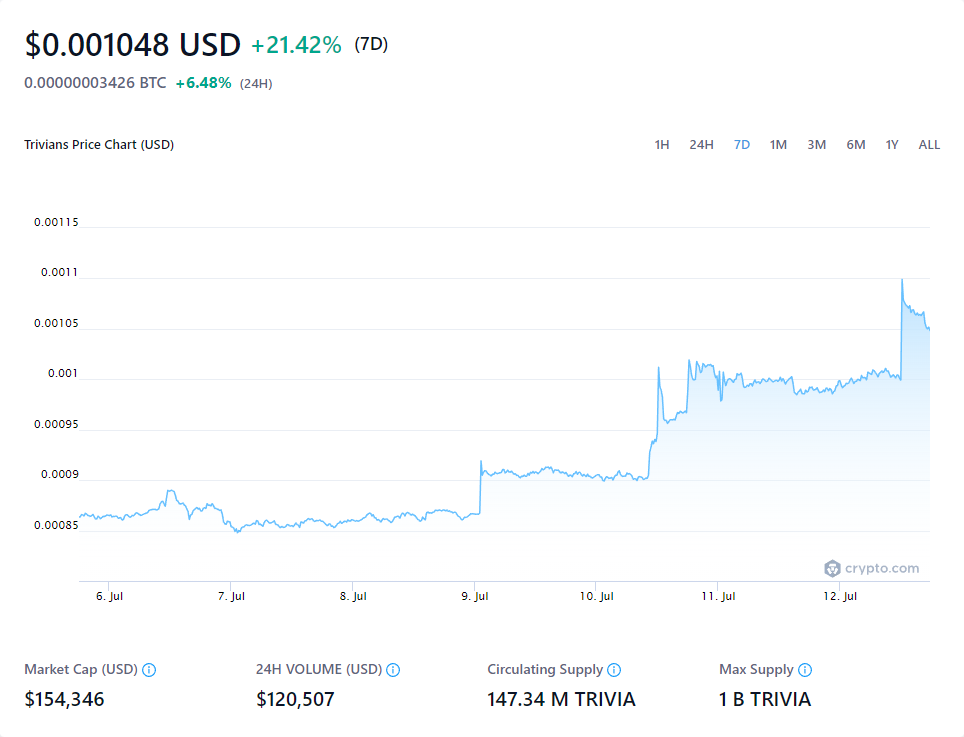 $0.001048 USD +21.42% (7D)
0.00000003426 BTC +6.48% (24H)
Trivians Price Chart (USD) 1H 24H 7D 1M 3M 6M 1Y ALL
0.00115
0.0011
0.00105
0.001
0.00095
0.0009
0.00085
crypto.com
6. Jul 7. Jul 8. Jul 9. Jul 10. Jul 11. Jul 12. Jul
Market Cap (USD) 24H VOLUME (USD) Circulating Supply Max Supply
$154,346 $120,507 147.34 M TRIVIA 1 B TRIVIA